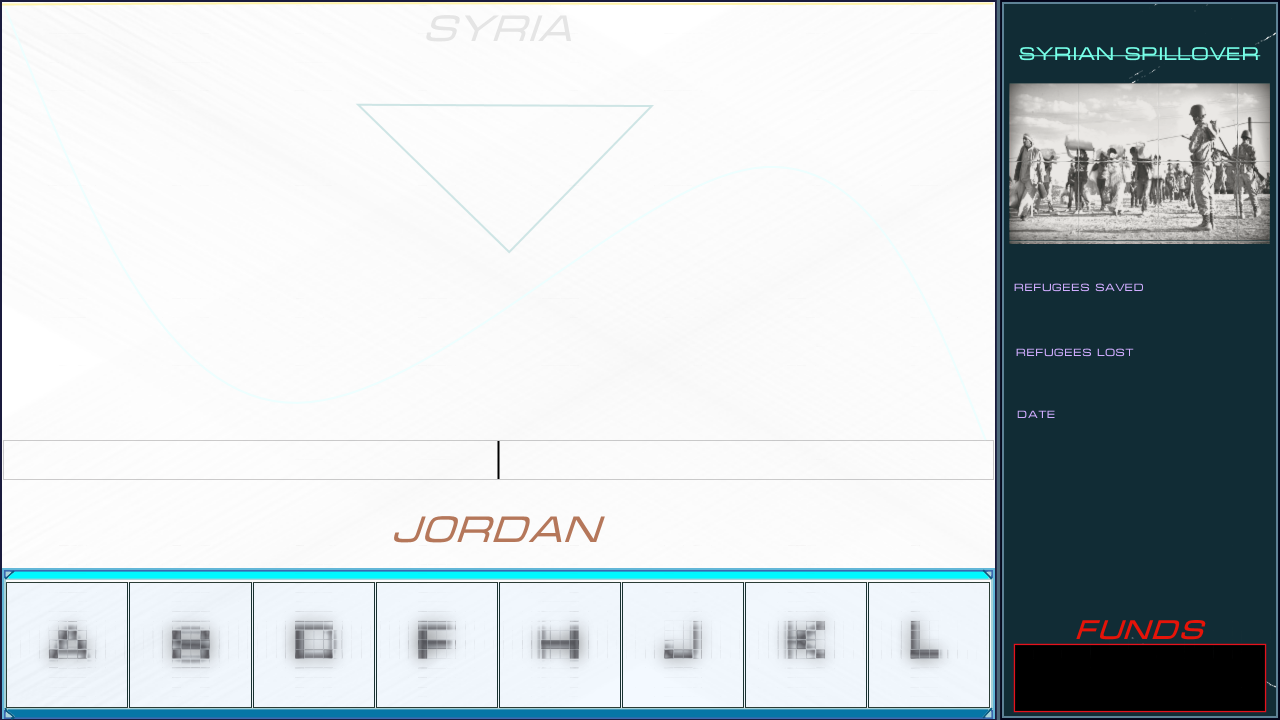 SYRIA
JORDAN
A B D F H J K L
SYRIAN SPILLOVER
REFUGEES SAVED
REFUGEES LOST
DATE
FUNDS